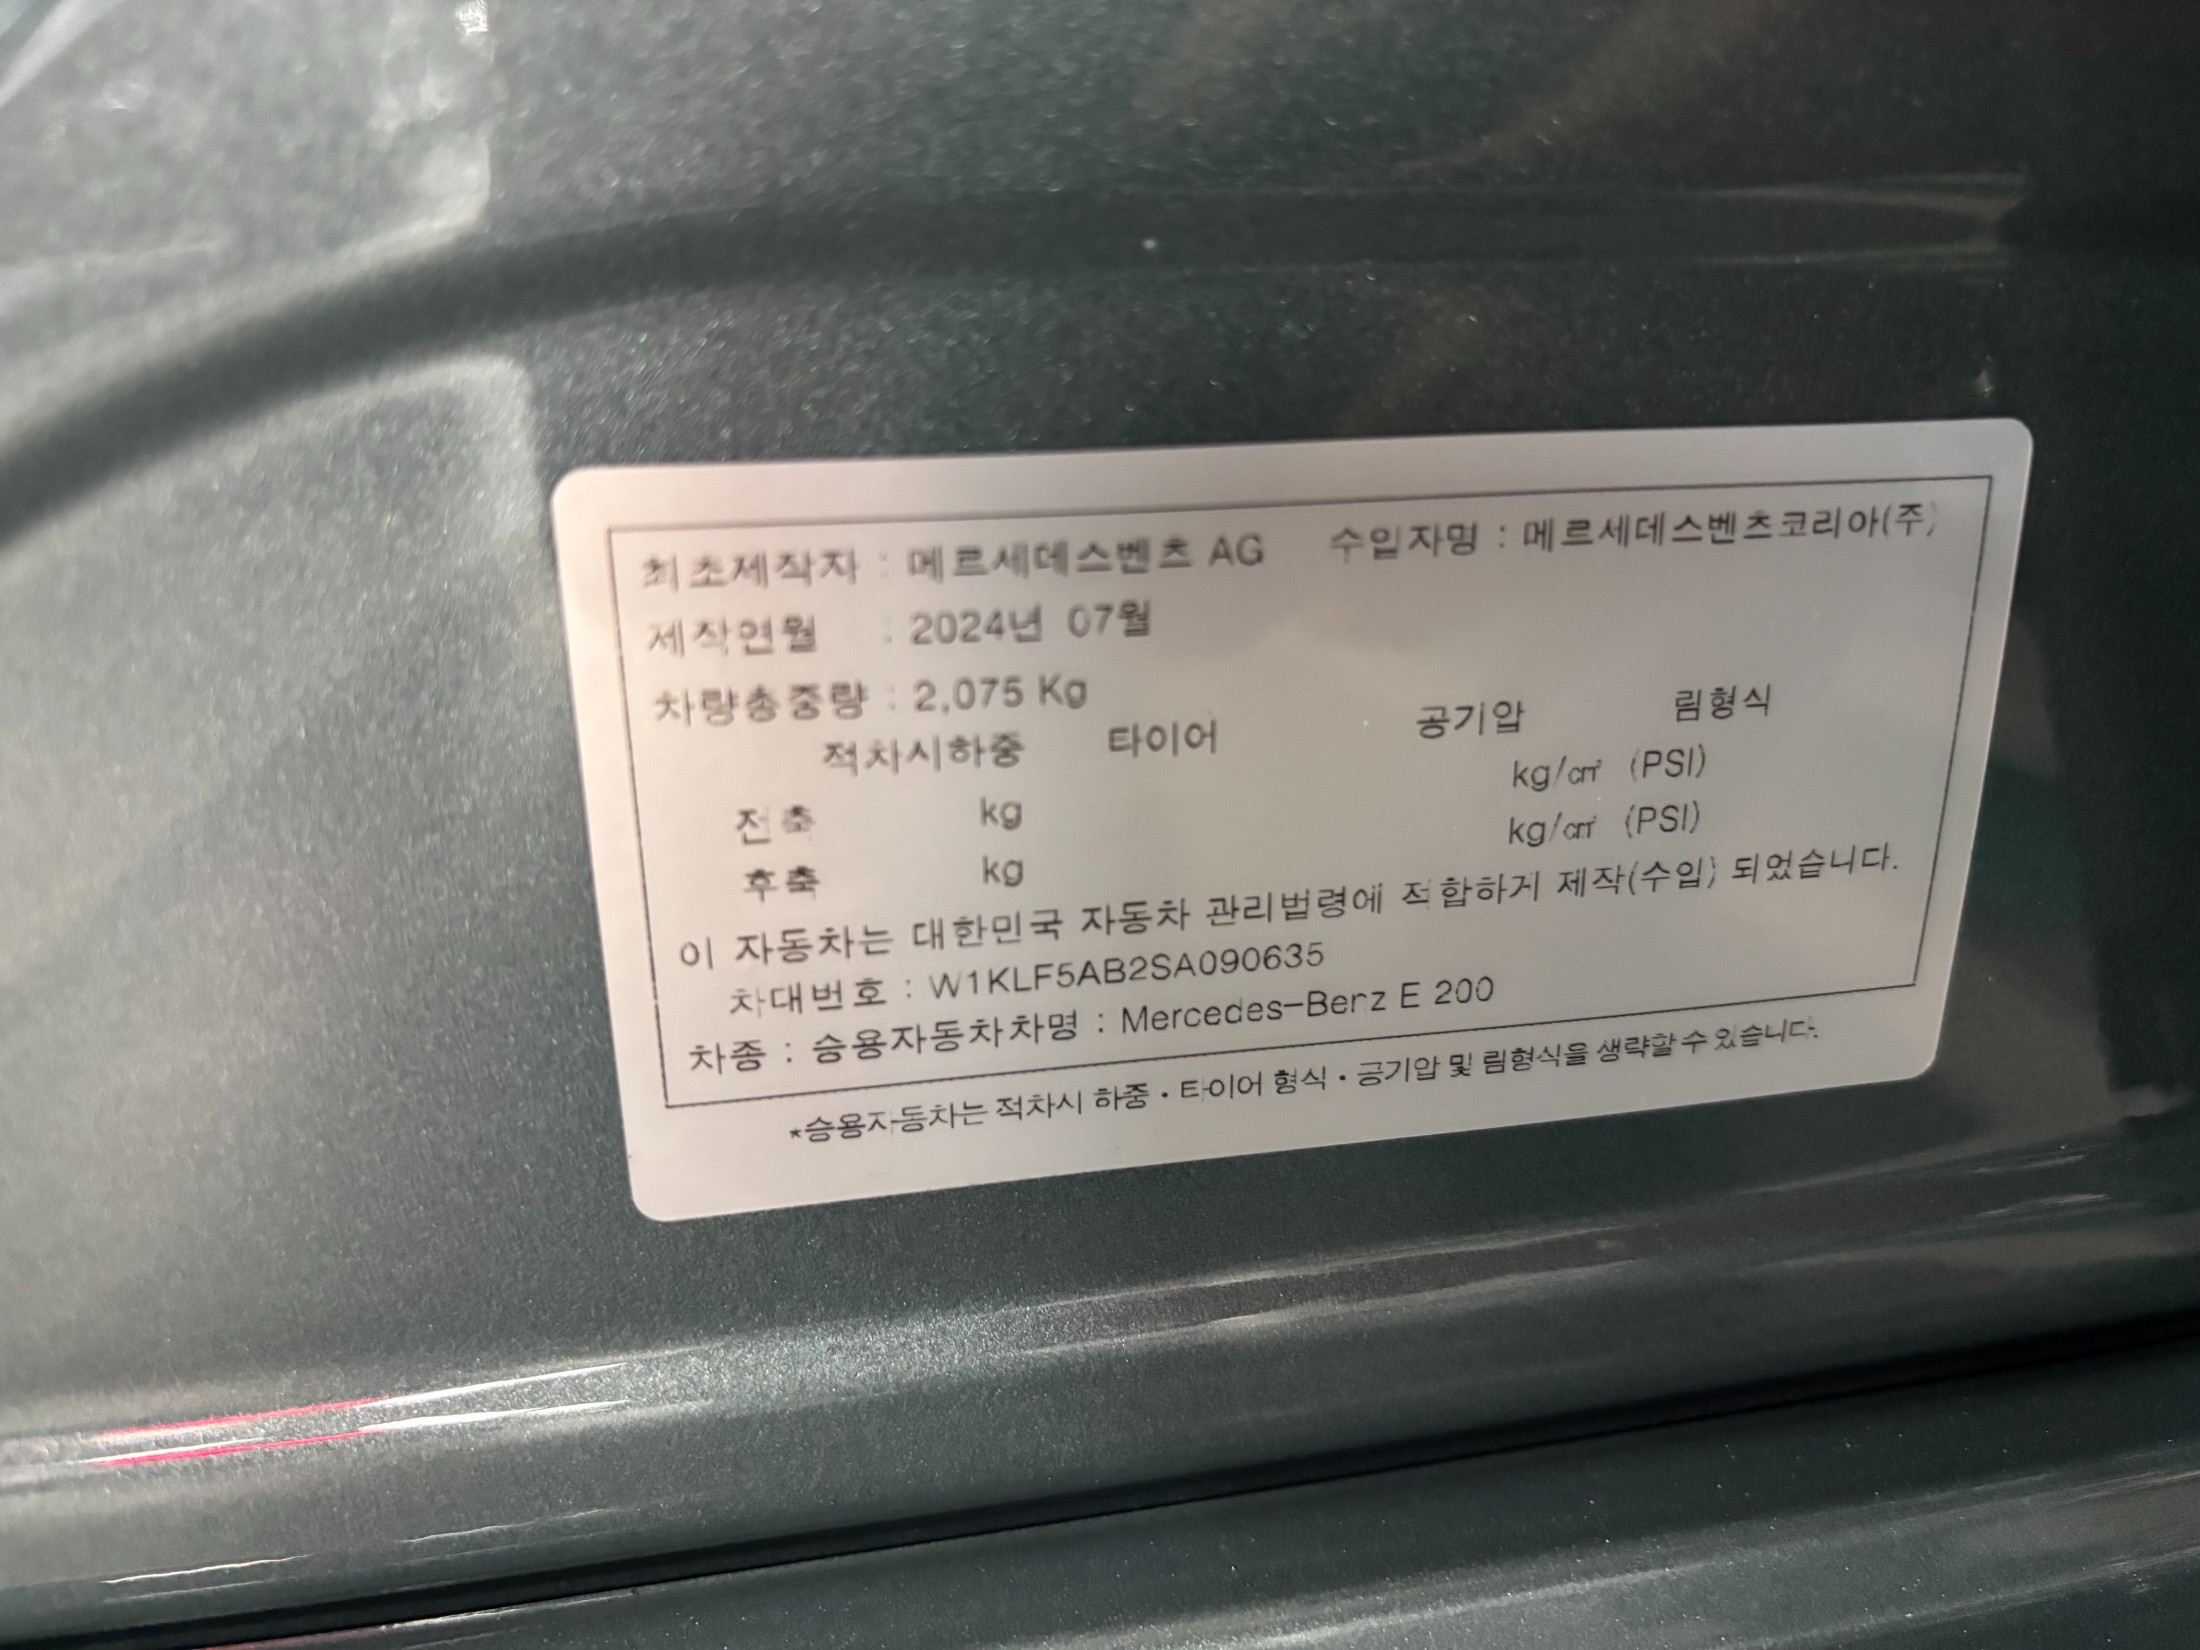 최초제작자 : 메르세데스벤츠 AG 수입자명 : 메르세데스벤츠코리아(주)
제작연월 : 2024년 07월
차량총중량 : 2,075 Kg
적차시하중 타이어 공기압 림형식
전축 kg kg/㎠ (PSI)
후축 kg kg/㎠ (PSI)
이 자동차는 대한민국 자동차 관리법령에 적합하게 제작(수입) 되었습니다.
차대번호 : W1KLF5AB2SA090635
차종 : 승용자동차차명 : Mercedes-Benz E 200
*승용자동차는 적차시 하중·타이어 형식·공기압 및 림형식을 생략할 수 있습니다.